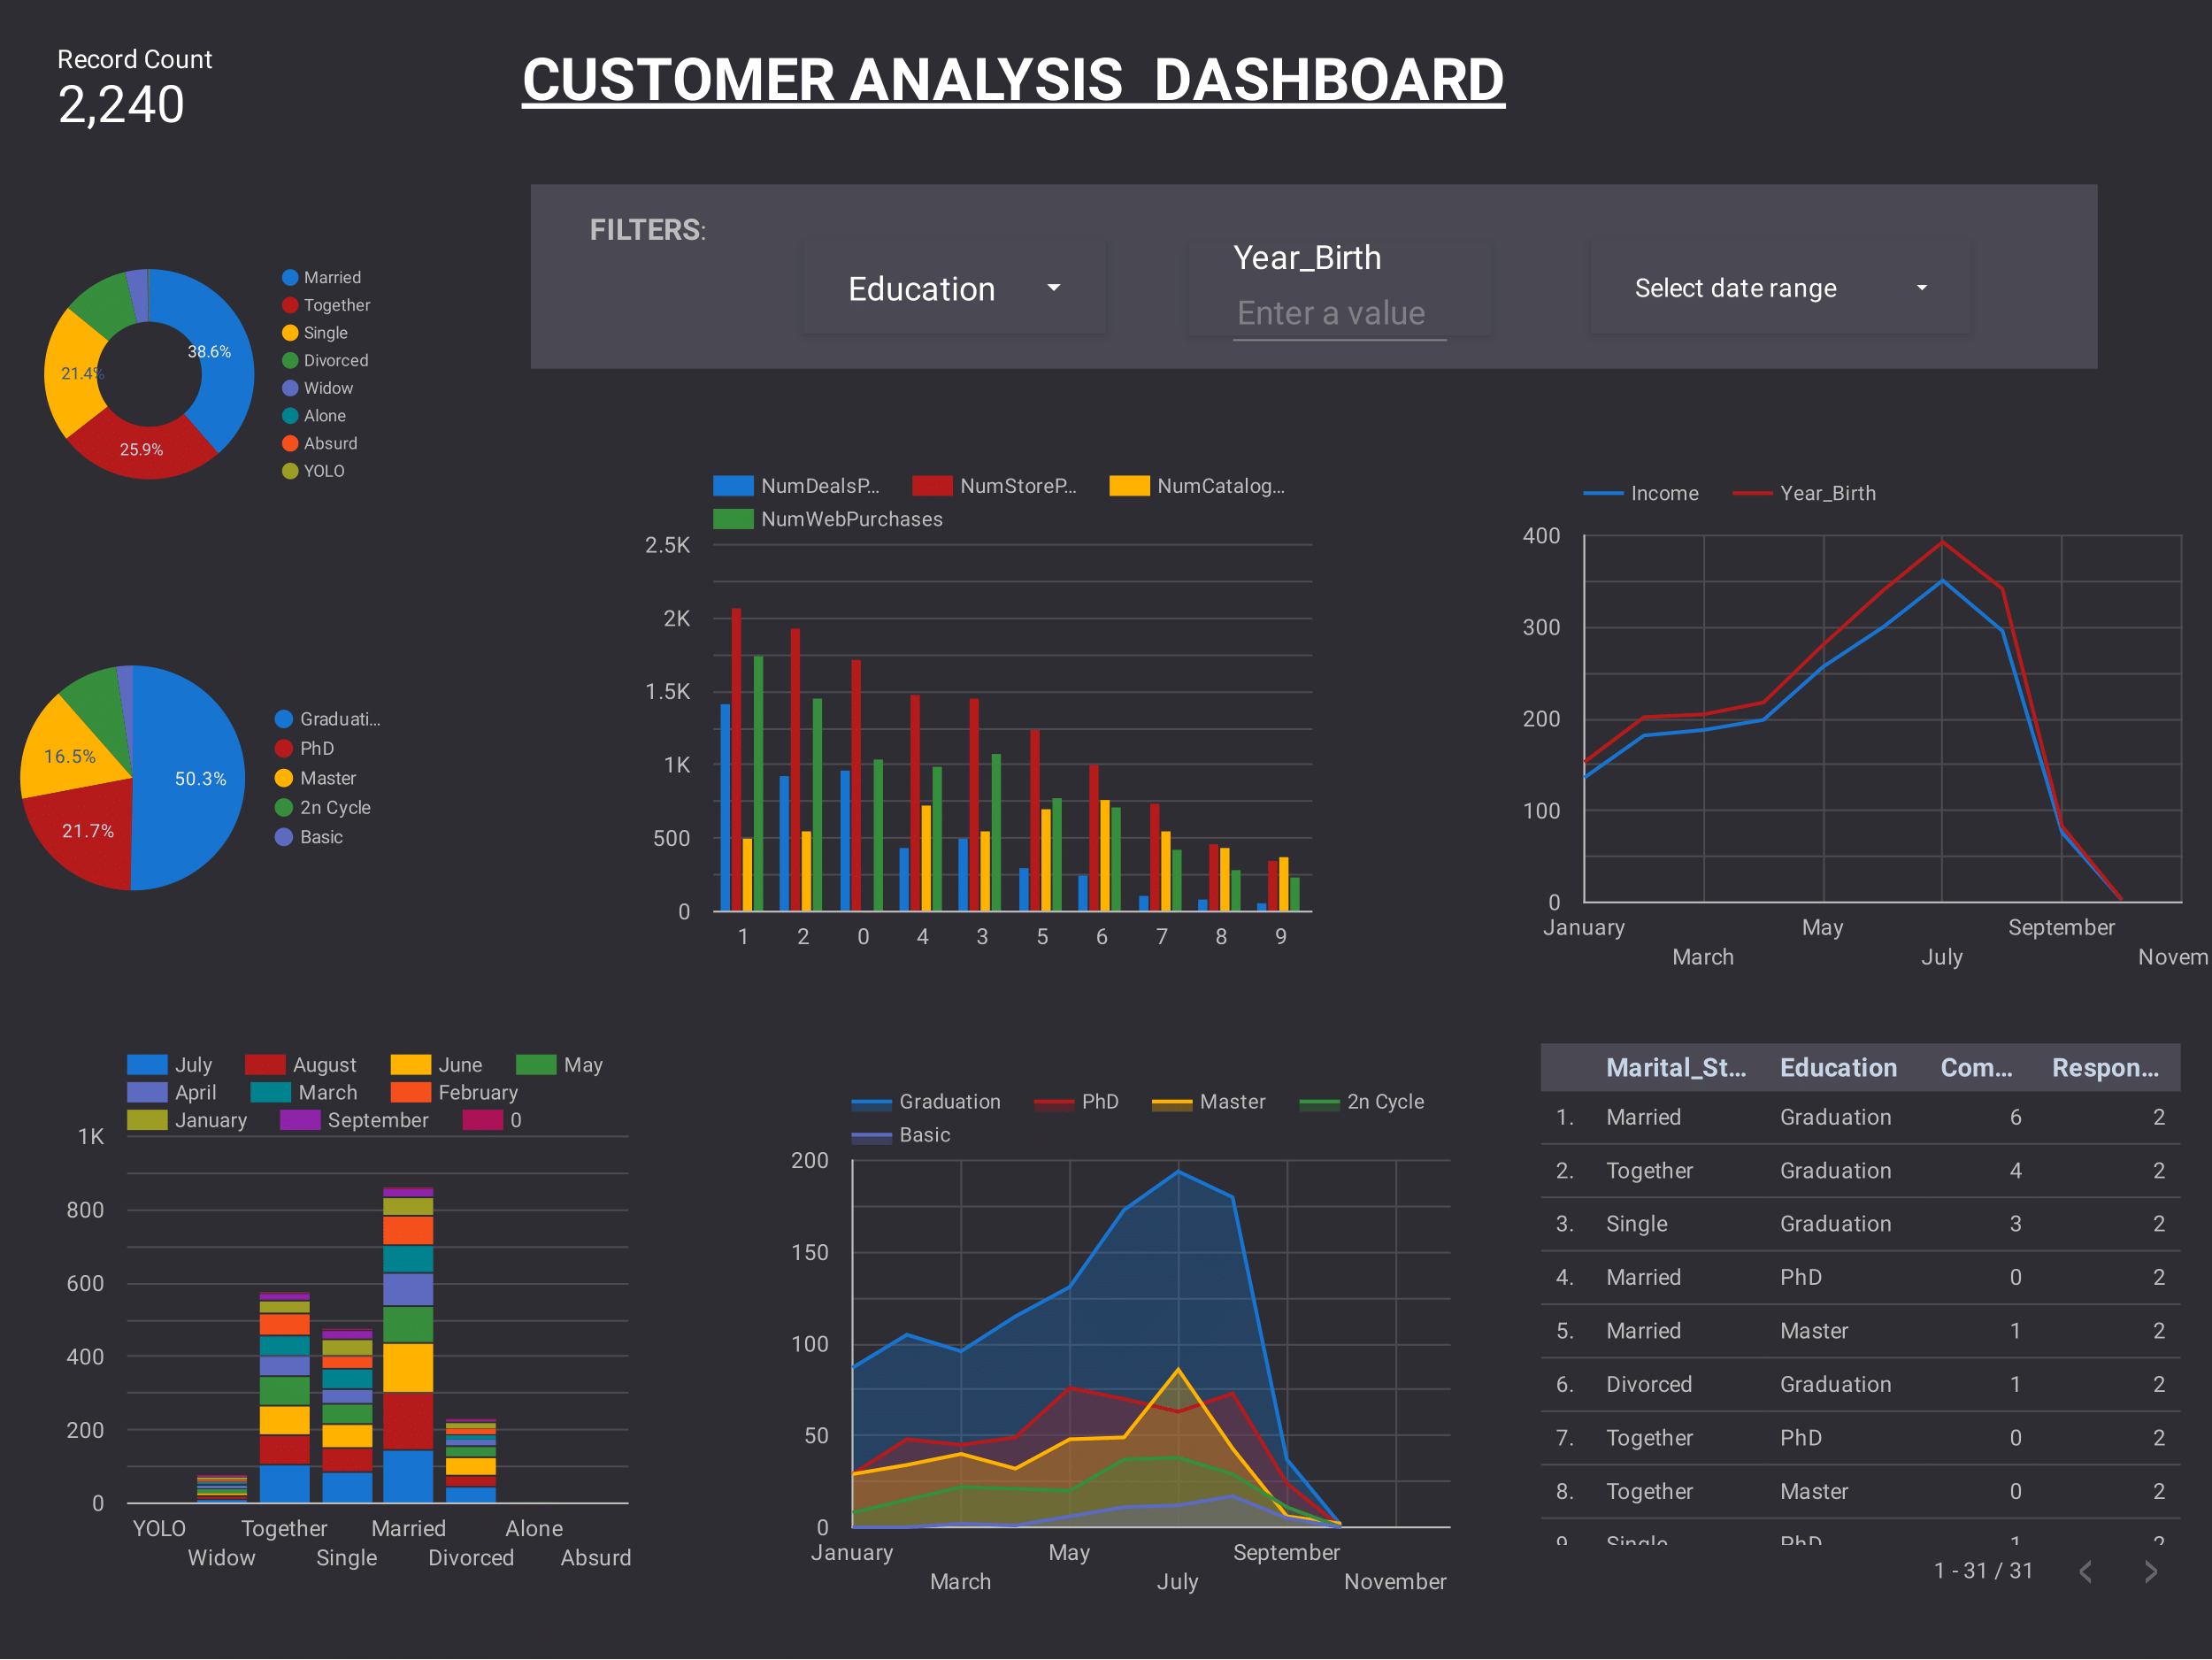 Record Count
2,240
CUSTOMER ANALYSIS DASHBOARD
FILTERS:
Education
Year_Birth
Enter a value
Select date range
38.6%
21.4%
25.9%
Married
Together
Single
Divorced
Widow
Alone
Absurd
YOLO
50.3%
16.5%
21.7%
Graduati...
PhD
Master
2n Cycle
Basic
NumDealsP... NumStoreP... NumCatalog...
NumWebPurchases
2.5K
2K
1.5K
1K
500
0
1 2 0 4 3 5 6 7 8 9
Income Year_Birth
400
300
200
100
0
January May September
March July Novem
July August June May
April March February
January September 0
1K
800
600
400
200
0
YOLO Together Married Alone
Widow Single Divorced Absurd
Graduation PhD Master 2n Cycle
Basic
200
150
100
50
0
January May September
March July November
Marital_St... Education Com... Respon...
1. Married Graduation 6 2
2. Together Graduation 4 2
3. Single Graduation 3 2
4. Married PhD 0 2
5. Married Master 1 2
6. Divorced Graduation 1 2
7. Together PhD 0 2
8. Together Master 0 2
9. Single PhD 1 2
1 - 31 / 31